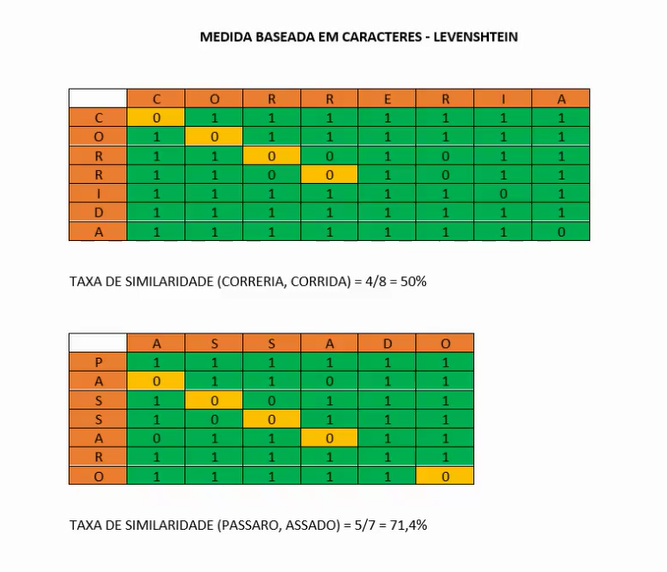 MEDIDA BASEADA EM CARACTERES - LEVENSHTEIN
C O R R E R I A
C 0 1 1 1 1 1 1 1
O 1 0 1 1 1 1 1 1
R 1 1 0 0 1 0 1 1
R 1 1 0 0 1 0 1 1
I 1 1 1 1 1 1 0 1
D 1 1 1 1 1 1 1 1
A 1 1 1 1 1 1 1 0
TAXA DE SIMILARIDADE (CORRERIA, CORRIDA) = 4/8 = 50%
A S S A D O
P 1 1 1 1 1 1
A 0 1 1 0 1 1
S 1 0 0 1 1 1
S 1 0 0 1 1 1
A 0 1 1 0 1 1
R 1 1 1 1 1 1
O 1 1 1 1 1 0
TAXA DE SIMILARIDADE (PASSARO, ASSADO) = 5/7 = 71,4%